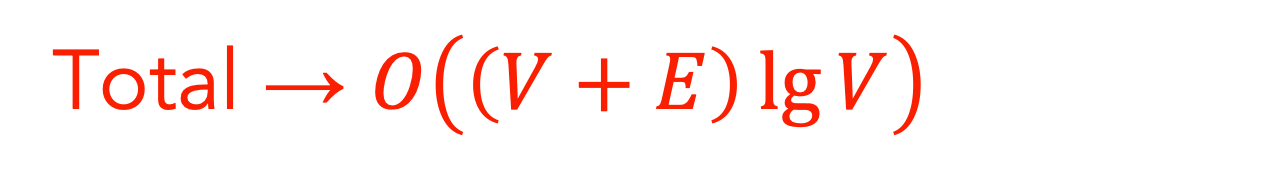 Total → O((V + E) lg V)